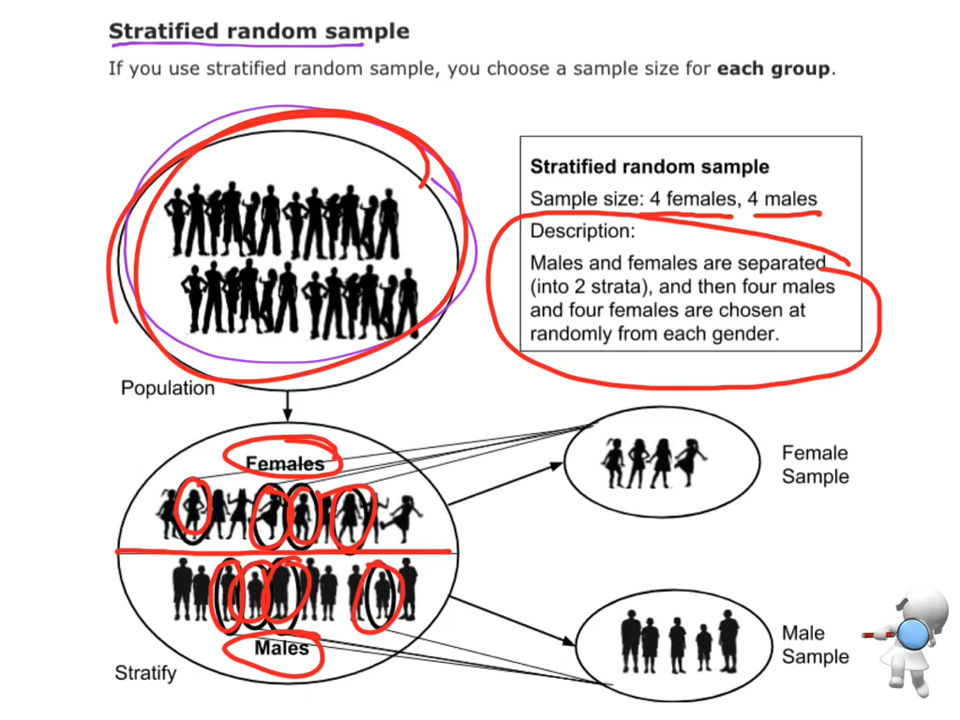 Stratified random sample
If you use stratified random sample, you choose a sample size for each group.
Stratified random sample
Sample size: 4 females, 4 males
Description:
Males and females are separated
(into 2 strata), and then four males
and four females are chosen at
randomly from each gender.
Population
Females
Female
Sample
Males
Male
Sample
Stratify